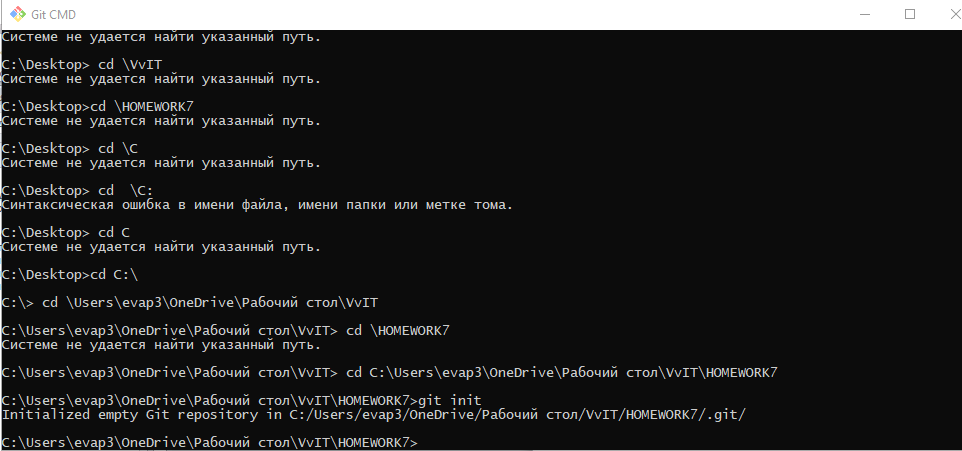 Git CMD
Системе не удается найти указанный путь.
C:\Desktop> cd \VvIT
Системе не удается найти указанный путь.
C:\Desktop>cd \HOMEWORK7
Системе не удается найти указанный путь.
C:\Desktop> cd \C
Системе не удается найти указанный путь.
C:\Desktop> cd  \C:
Синтаксическая ошибка в имени файла, имени папки или метке тома.
C:\Desktop> cd C
Системе не удается найти указанный путь.
C:\Desktop>cd C:\
C:\> cd \Users\evap3\OneDrive\Рабочий стол\VvIT
C:\Users\evap3\OneDrive\Рабочий стол\VvIT> cd \HOMEWORK7
Системе не удается найти указанный путь.
C:\Users\evap3\OneDrive\Рабочий стол\VvIT> cd C:\Users\evap3\OneDrive\Рабочий стол\VvIT\HOMEWORK7
C:\Users\evap3\OneDrive\Рабочий стол\VvIT\HOMEWORK7>git init
Initialized empty Git repository in C:/Users/evap3/OneDrive/Рабочий стол/VvIT/HOMEWORK7/.git/
C:\Users\evap3\OneDrive\Рабочий стол\VvIT\HOMEWORK7>